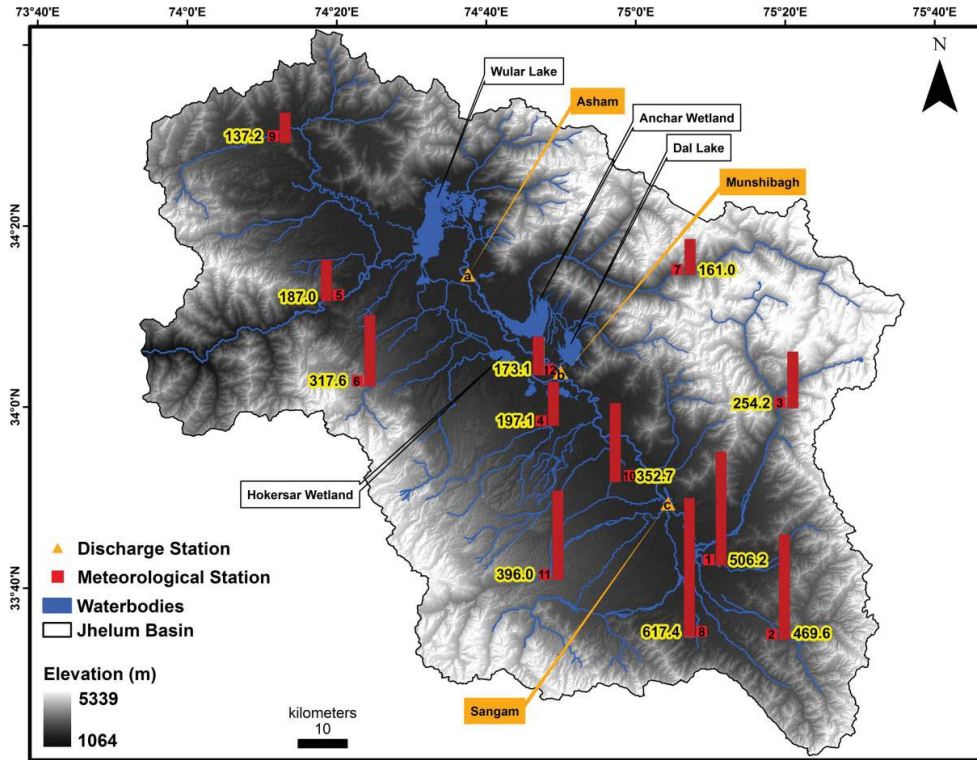 73°40'E
74°0'E
74°20'E
74°40'E
75°0'E
75°20'E
75°40'E
N
Wular Lake
Asham
Anchar Wetland
Dal Lake
Munshibagh
137.2
9
34°20'N
a
7
161.0
187.0
5
173.1
12
b
317.6
6
254.2
3
34°0'N
197.1
4
10
352.7
Hokersar Wetland
c
Discharge Station
Meteorological Station
Waterbodies
Jhelum Basin
396.0
11
1
506.2
33°40'N
617.4
8
2
469.6
Elevation (m)
5339
1064
kilometers
10
Sangam